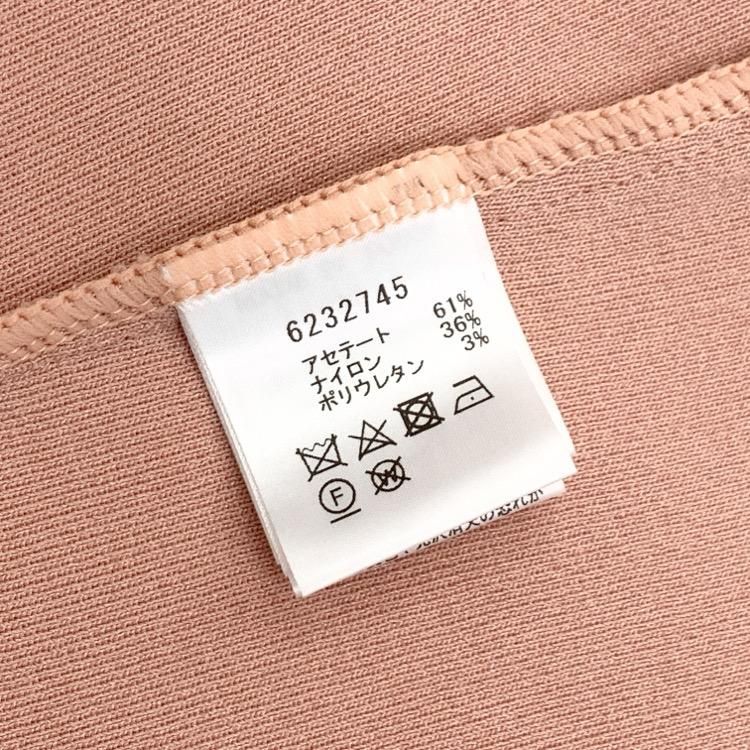 6232745
アセテート 61%
ナイロン 36%
ポリウレタン 3%
F
W